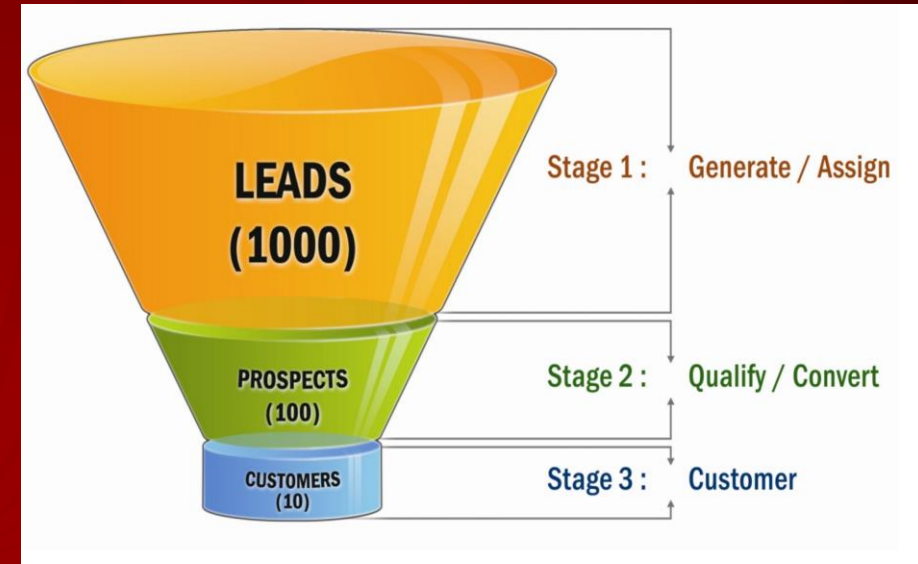 LEADS
(1000)
Stage 1 : Generate / Assign
PROSPECTS
(100)
Stage 2 : Qualify / Convert
CUSTOMERS
(10)
Stage 3 : Customer